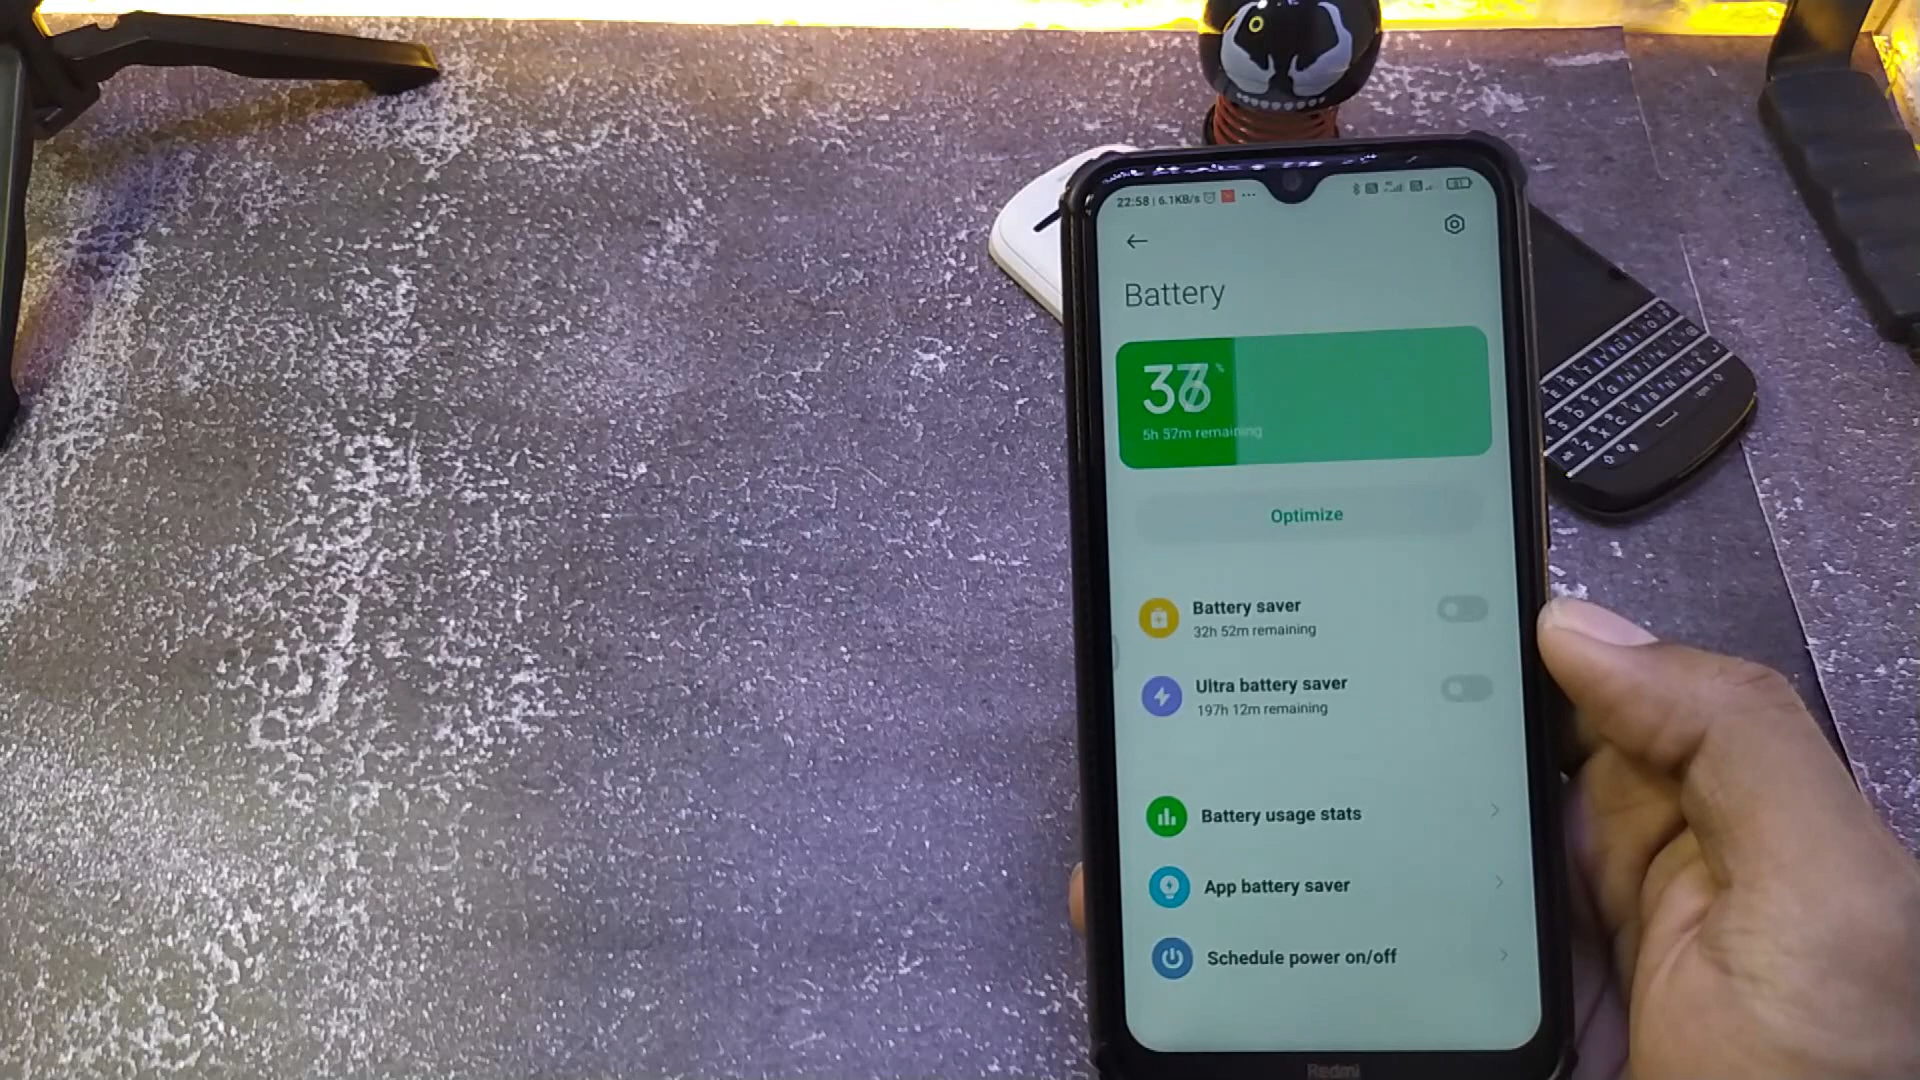 22:58 | 6.1KB/s
Battery
%
5h 57m remaining
Optimize
Battery saver
32h 52m remaining
Ultra battery saver
197h 12m remaining
Battery usage stats
App battery saver
Schedule power on/off
Redmi